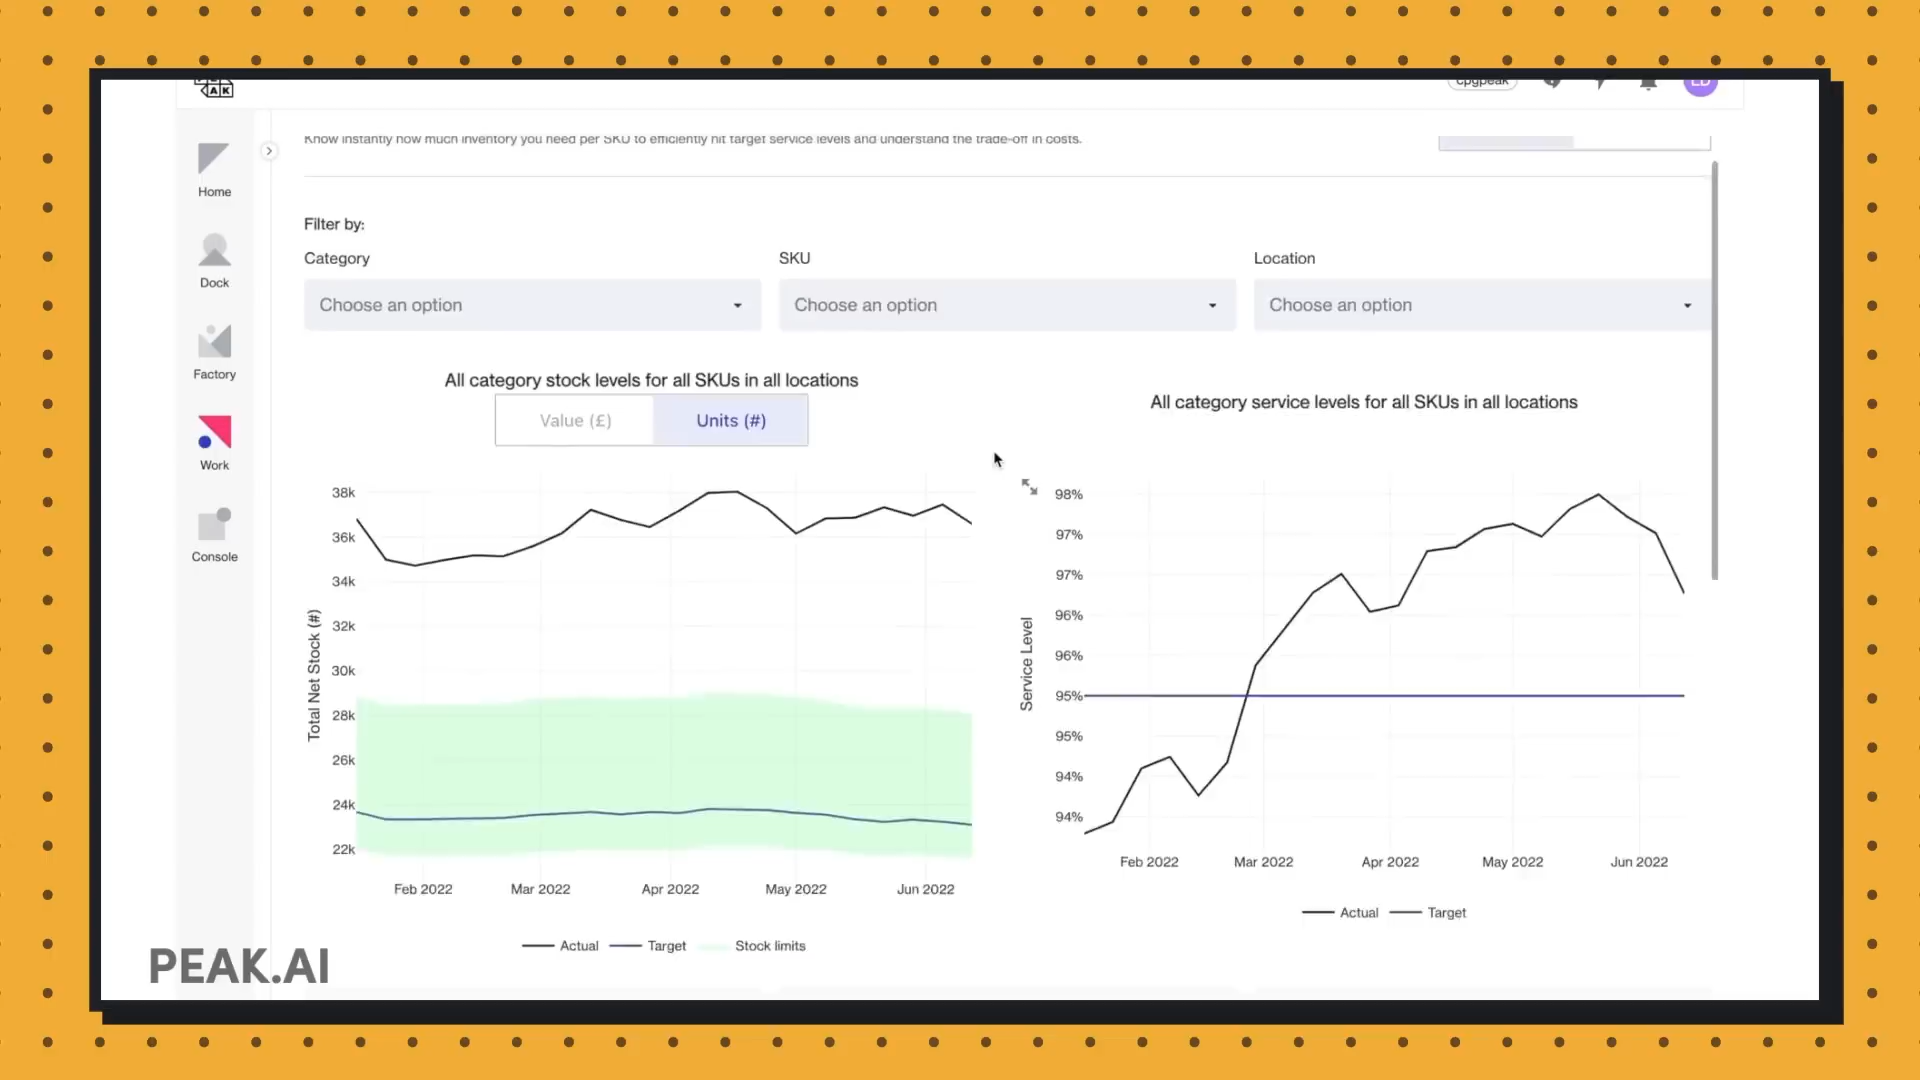 AK
cpgpeak
ED
Know instantly how much inventory you need per SKU to efficiently hit target service levels and understand the trade-off in costs.
Home
Dock
Factory
Work
Console
Filter by:
Category
SKU
Location
Choose an option
Choose an option
Choose an option
All category stock levels for all SKUs in all locations
Value (£)
Units (#)
Total Net Stock (#)
38k
36k
34k
32k
30k
28k
26k
24k
22k
Feb 2022
Mar 2022
Apr 2022
May 2022
Jun 2022
Actual
Target
Stock limits
All category service levels for all SKUs in all locations
Service Level
98%
97%
97%
96%
96%
95%
95%
94%
94%
Feb 2022
Mar 2022
Apr 2022
May 2022
Jun 2022
Actual
Target
PEAK.AI